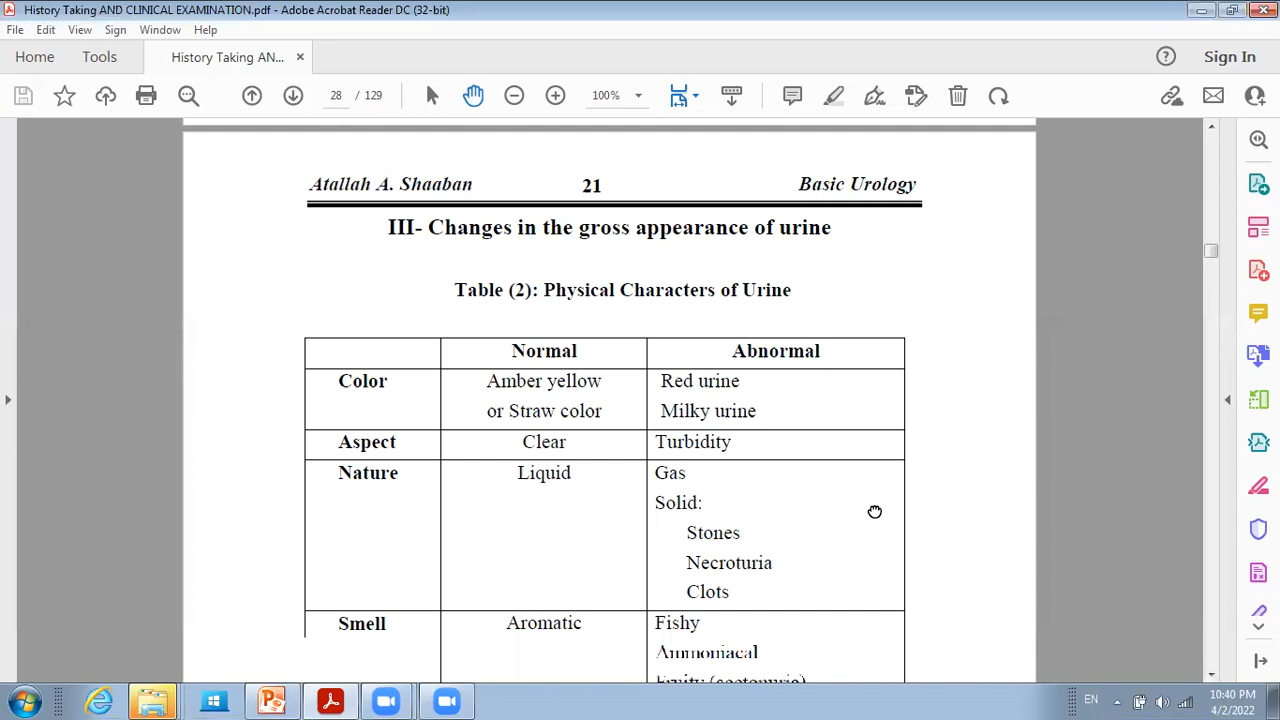 History Taking AND CLINICAL EXAMINATION.pdf - Adobe Acrobat Reader DC (32-bit)
File Edit View Sign Window Help
Home Tools History Taking AN... × Sign In
28 / 129 100%
Atallah A. Shaaban 21 Basic Urology
III- Changes in the gross appearance of urine
Table (2): Physical Characters of Urine
Normal Abnormal
Color Amber yellow Red urine
or Straw color Milky urine
Aspect Clear Turbidity
Nature Liquid Gas
Solid:
Stones
Necroturia
Clots
Smell Aromatic Fishy
Ammoniacal
Fruity (acetonuria)
EN 10:40 PM
4/2/2022